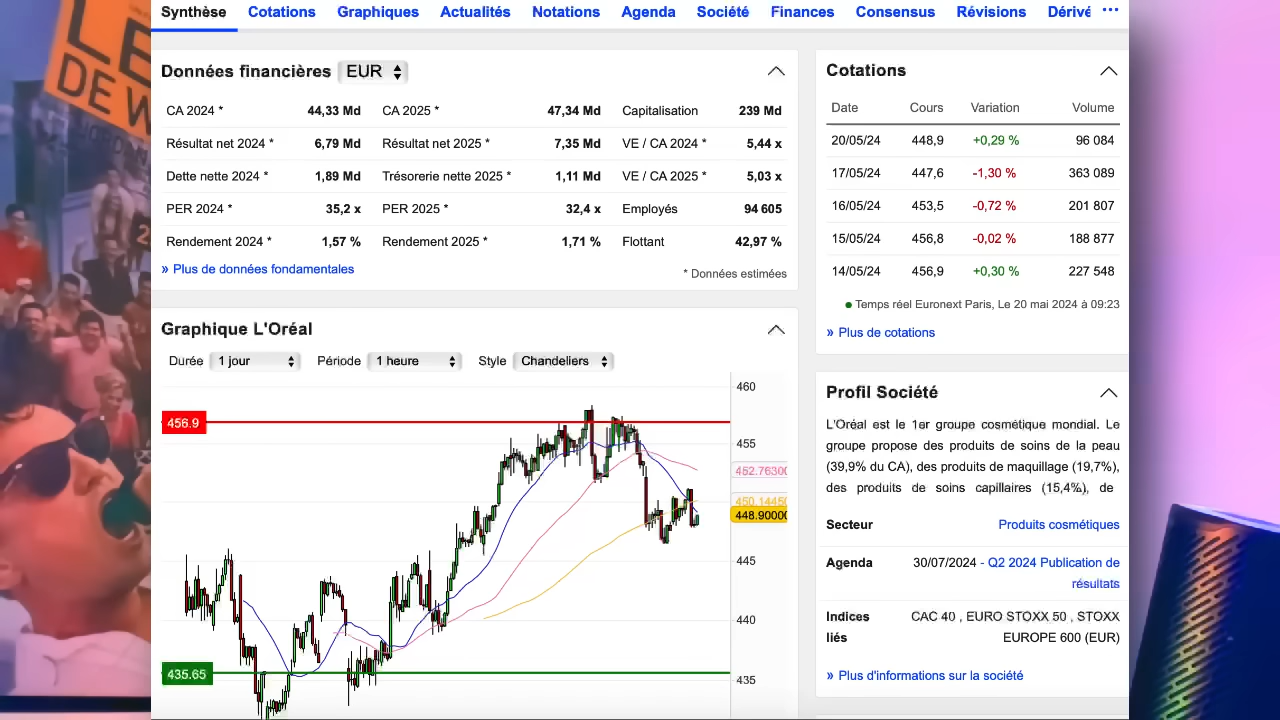 Synthèse Cotations Graphiques Actualités Notations Agenda Société Finances Consensus Révisions Dérivé ...
Données financières EUR
CA 2024 * 44,33 Md CA 2025 * 47,34 Md Capitalisation 239 Md
Résultat net 2024 * 6,79 Md Résultat net 2025 * 7,35 Md VE / CA 2024 * 5,44 x
Dette nette 2024 * 1,89 Md Trésorerie nette 2025 * 1,11 Md VE / CA 2025 * 5,03 x
PER 2024 * 35,2 x PER 2025 * 32,4 x Employés 94 605
Rendement 2024 * 1,57 % Rendement 2025 * 1,71 % Flottant 42,97 %
» Plus de données fondamentales
* Données estimées
Graphique L'Oréal
Durée 1 jour Période 1 heure Style Chandeliers
460
456.9
455
452.76300
450.14450
448.90000
445
440
435.65
435
Cotations
Date Cours Variation Volume
20/05/24 448,9 +0,29 % 96 084
17/05/24 447,6 -1,30 % 363 089
16/05/24 453,5 -0,72 % 201 807
15/05/24 456,8 -0,02 % 188 877
14/05/24 456,9 +0,30 % 227 548
Temps réel Euronext Paris, Le 20 mai 2024 à 09:23
» Plus de cotations
Profil Société
L'Oréal est le 1er groupe cosmétique mondial. Le
groupe propose des produits de soins de la peau
(39,9% du CA), des produits de maquillage (19,7%),
des produits de soins capillaires (15,4%), de
Secteur Produits cosmétiques
Agenda 30/07/2024 - Q2 2024 Publication de
résultats
Indices CAC 40 , EURO STOXX 50 , STOXX
liés EUROPE 600 (EUR)
» Plus d'informations sur la société
LE
DE W